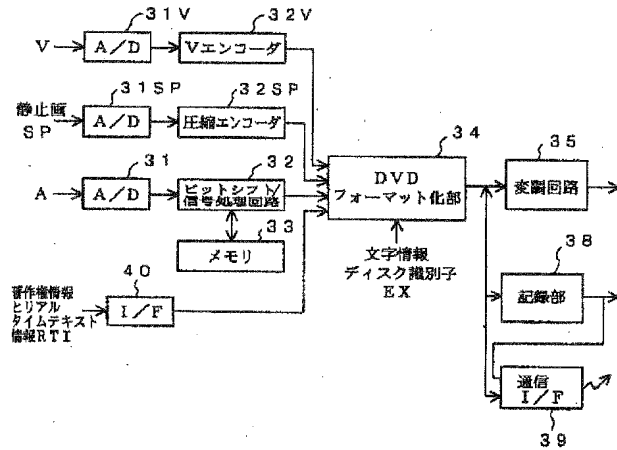 31V
32V
V
A/D
Vエンコーダ
31SP
32SP
静止画
SP
A/D
圧縮エンコーダ
31
32
A
A/D
ビットシフト/
信号処理回路
33
メモリ
40
著作権情報
ヒリアル
タイムテキスト
情報RTI
I/F
34
DVD
フォーマット化部
文字情報
ディスク識別子
EX
35
変調回路
38
記録部
通信
I/F
39